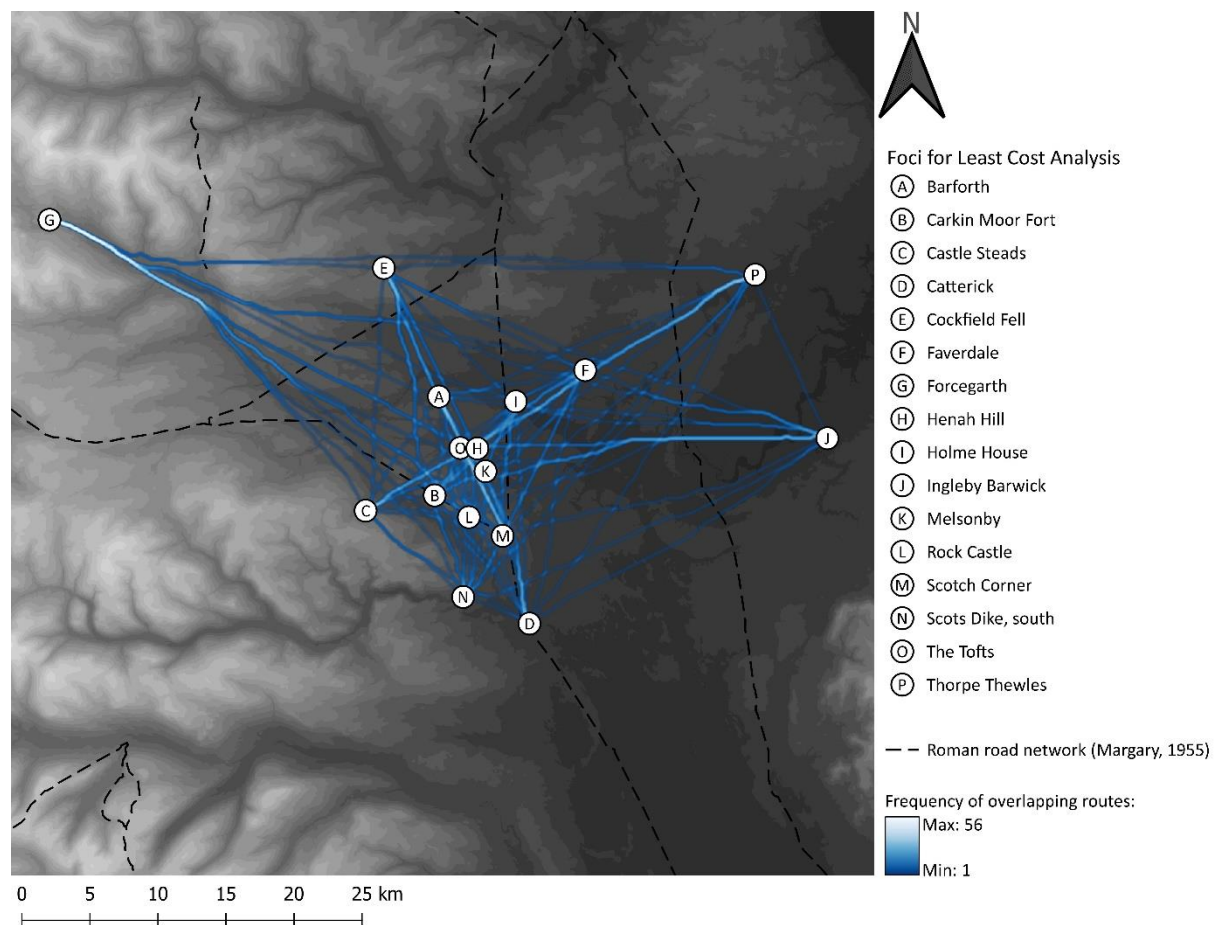 N
Foci for Least Cost Analysis
A Barforth
B Carkin Moor Fort
C Castle Steads
D Catterick
E Cockfield Fell
F Faverdale
G Forcegarth
H Henah Hill
I Holme House
J Ingleby Barwick
K Melsonby
L Rock Castle
M Scotch Corner
N Scots Dike, south
O The Tofts
P Thorpe Thewles
Roman road network (Margary, 1955)
Frequency of overlapping routes:
Max: 56
Min: 1
G
E
P
F
A
I
J
O
H
K
B
C
L
M
N
D
0 5 10 15 20 25 km